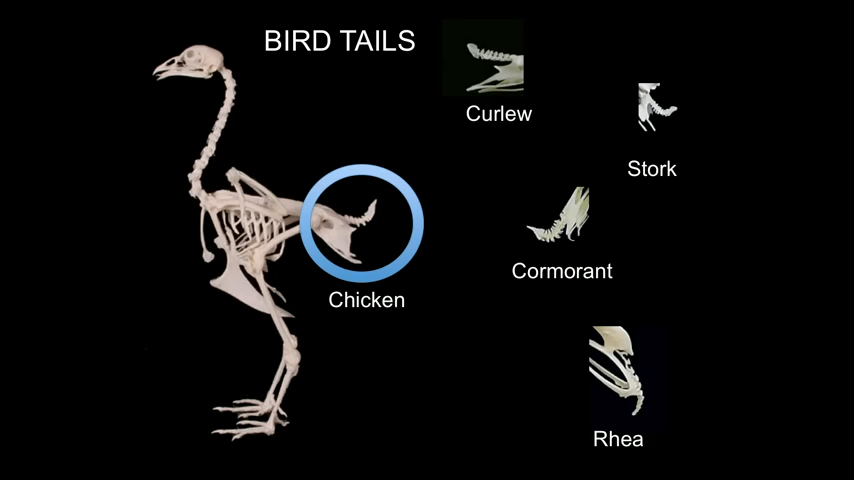 BIRD TAILS
Curlew
Stork
Cormorant
Chicken
Rhea